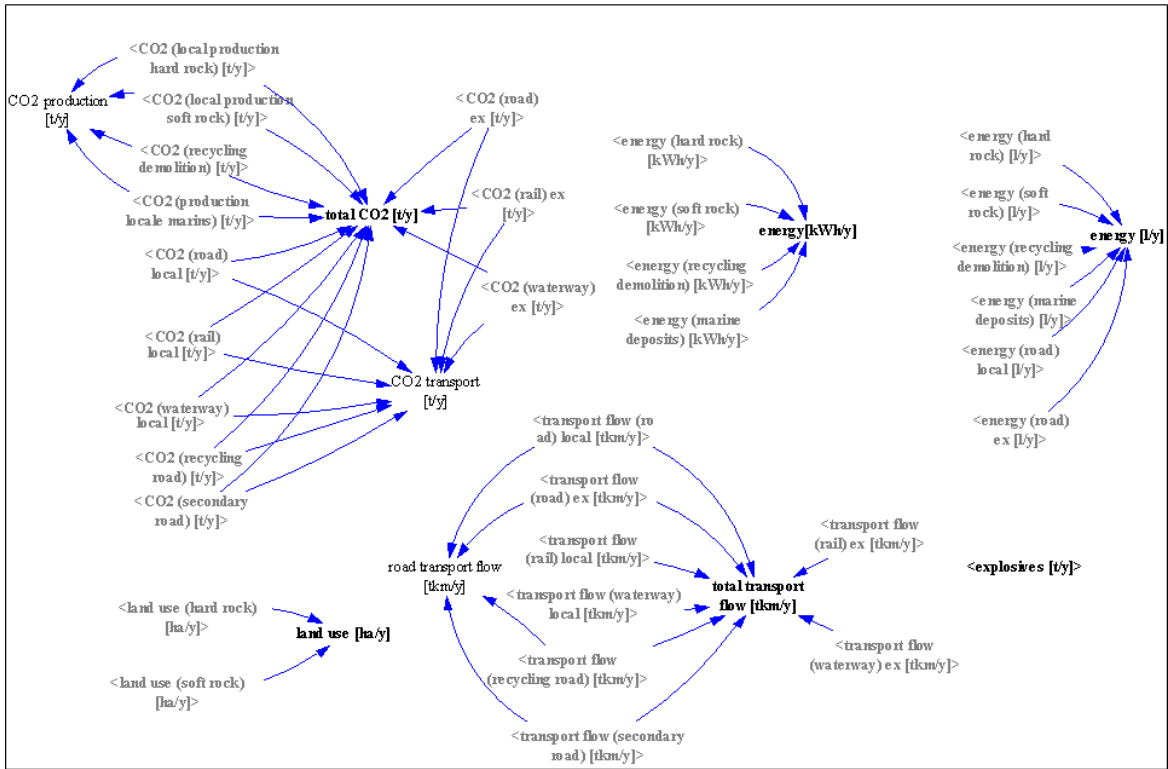 <CO2 (local production
hard rock) [t/y]>
CO2 production
[t/y]
<CO2 (local production
soft rock) [t/y]>
<CO2 (road)
ex [t/y]>
<CO2 (recycling
demolition) [t/y]>
<CO2 (production
locale marins) [t/y]>
total CO2 [t/y]
<CO2 (rail) ex
[t/y]>
<CO2 (road)
local [t/y]>
<CO2 (waterway)
ex [t/y]>
<CO2 (rail)
local [t/y]>
CO2 transport
[t/y]
<CO2 (waterway)
local [t/y]>
<CO2 (recycling
road) [t/y]>
<CO2 (secondary
road) [t/y]>
<energy (hard rock)
[kWh/y]>
<energy (soft rock)
[kWh/y]>
energy[kWh/y]
<energy (recycling
demolition) [kWh/y]>
<energy (marine
deposits) [kWh/y]>
<energy (hard
rock) [l/y]>
<energy (soft
rock) [l/y]>
energy [l/y]
<energy (recycling
demolition) [l/y]>
<energy (marine
deposits) [l/y]>
<energy (road)
local [l/y]>
<energy (road)
ex [l/y]>
<transport flow (ro
ad) local [tkm/y]>
<transport flow
(road) ex [tkm/y]>
<transport flow
(rail) local [tkm/y]>
<transport flow
(rail) ex [tkm/y]>
road transport flow
[tkm/y]
total transport
flow [tkm/y]
<explosives [t/y]>
<transport flow (waterway)
local [tkm/y]>
<land use (hard rock)
[ha/y]>
land use [ha/y]
<transport flow
(recycling road) [tkm/y]>
<transport flow
(waterway) ex [tkm/y]>
<land use (soft rock)
[ha/y]>
<transport flow (secondary
road) [tkm/y]>